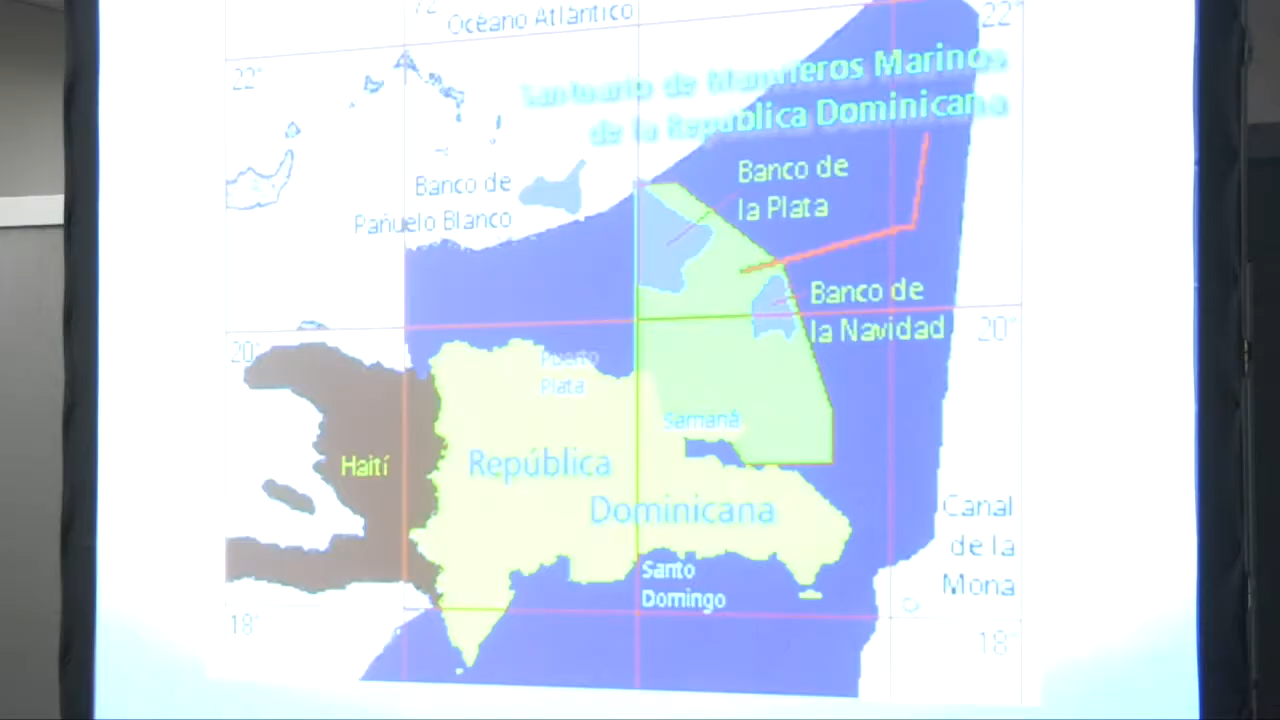 72
Océano Atlántico
22°
22°
Santuario de Mamíferos Marinos
de la República Dominicana
Banco de
la Plata
Banco de
Pañuelo Blanco
Banco de
la Navidad
20°
20°
Puerto
Plata
Samaná
Haití
República
Dominicana
Canal
de la
Mona
Santo
Domingo
18°
18°